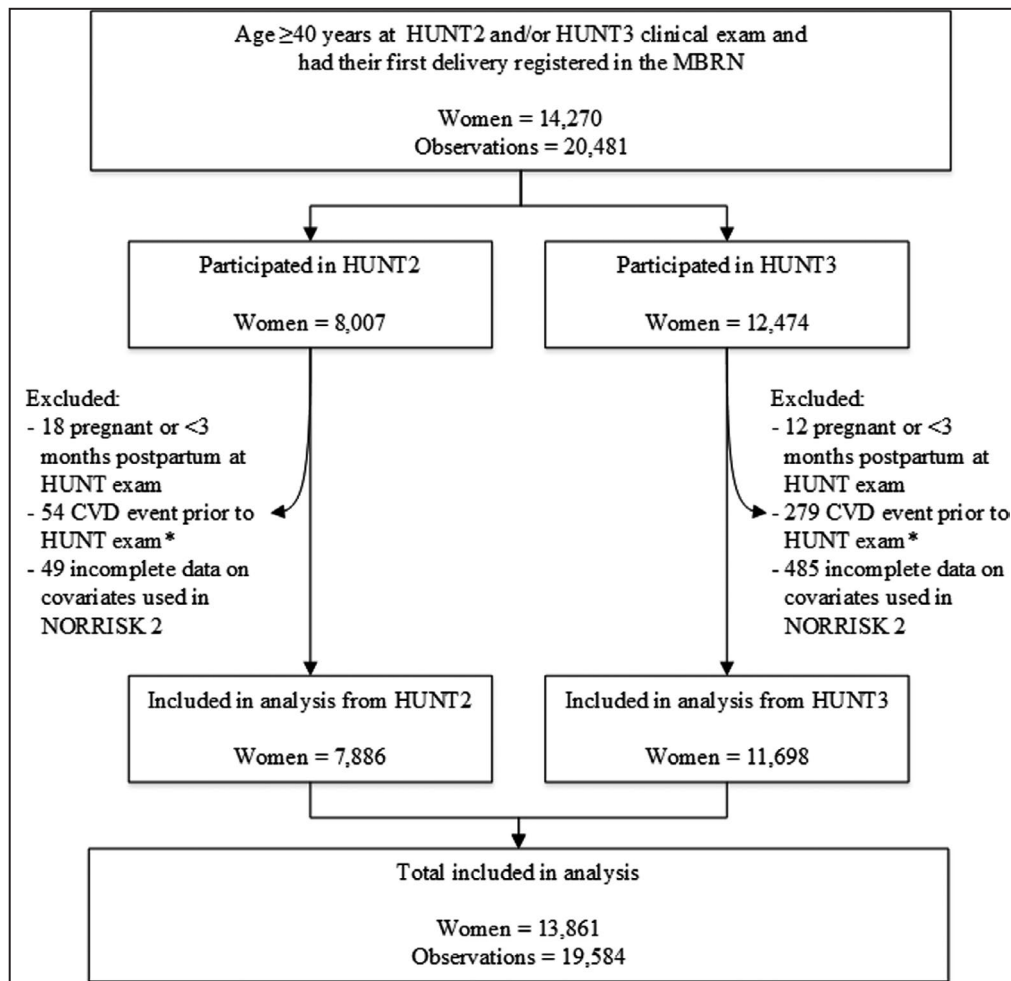 Age ≥40 years at HUNT2 and/or HUNT3 clinical exam and
had their first delivery registered in the MBRN
Women = 14,270
Observations = 20,481
Participated in HUNT2
Women = 8,007
Participated in HUNT3
Women = 12,474
Excluded:
- 18 pregnant or <3
months postpartum at
HUNT exam
- 54 CVD event prior to
HUNT exam*
- 49 incomplete data on
covariates used in
NORRISK 2
Excluded:
- 12 pregnant or <3
months postpartum at
HUNT exam
- 279 CVD event prior to
HUNT exam*
- 485 incomplete data on
covariates used in
NORRISK 2
Included in analysis from HUNT2
Women = 7,886
Included in analysis from HUNT3
Women = 11,698
Total included in analysis
Women = 13,861
Observations = 19,584